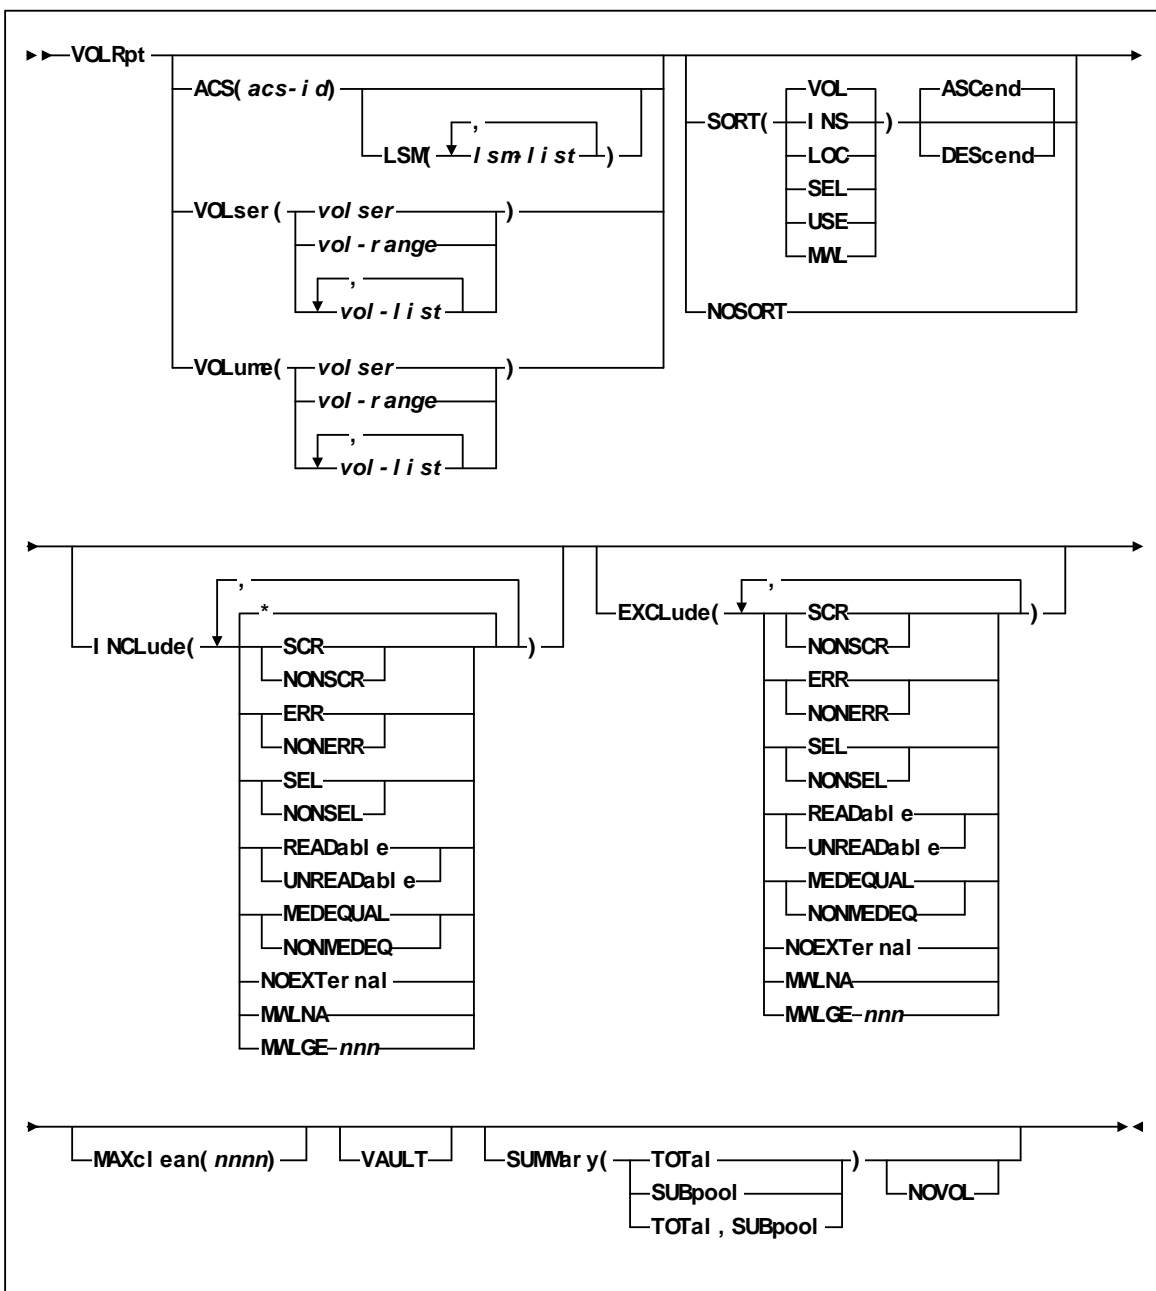 VOLRpt
ACS(acs-id)
LSM(
,
lsm-list
)
VOLser(
volser
vol-range
,
vol-list
)
VOLume(
volser
vol-range
,
vol-list
)
SORT(
VOL
INS
LOC
SEL
USE
MWL
)
ASCend
DEScend
NOSORT
INCLude(
,
*
SCR
NONSCR
ERR
NONERR
SEL
NONSEL
READable
UNREADable
MEDEQUAL
NONMEDEQ
NOEXTernal
MWLNA
MWLGE-nnn
)
EXCLude(
,
SCR
NONSCR
ERR
NONERR
SEL
NONSEL
READable
UNREADable
MEDEQUAL
NONMEDEQ
NOEXTernal
MWLNA
MWLGE-nnn
)
MAXclean(nnnn)
VAULT
SUMMary(
TOTal
SUBpool
TOTal,SUBpool
)
NOVOL